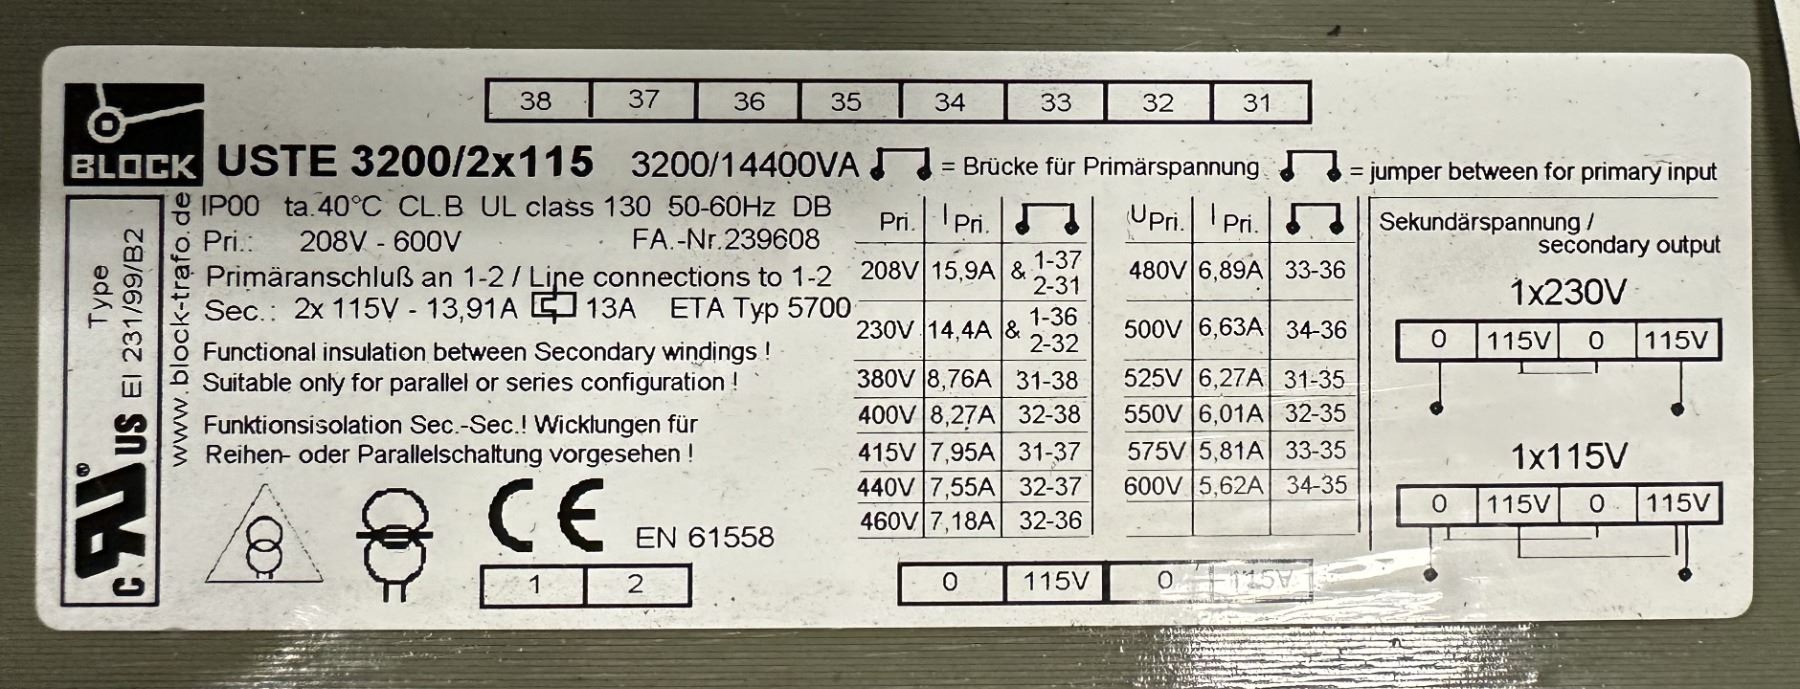 38 37 36 35 34 33 32 31
BLOCK
USTE 3200/2x115 3200/14400VA = Brücke für Primärspannung = jumper between for primary input
IP00 ta.40°C CL.B UL class 130 50-60Hz DB
Pri.: 208V - 600V FA.-Nr.239608
Primäranschluß an 1-2 / Line connections to 1-2
Sec.: 2x 115V - 13,91A 13A ETA Typ 5700
Functional insulation between Secondary windings !
Suitable only for parallel or series configuration !
Funktionsisolation Sec.-Sec.! Wicklungen für
Reihen- oder Parallelschaltung vorgesehen !
Type
EI 231/99/B2
www.block-trafo.de
C UR US ®
CE
EN 61558
1 2
Pri. I Pri.
208V 15,9A & 1-37
2-31
230V 14,4A & 1-36
2-32
380V 8,76A 31-38
400V 8,27A 32-38
415V 7,95A 31-37
440V 7,55A 32-37
460V 7,18A 32-36
U Pri. I Pri.
480V 6,89A 33-36
500V 6,63A 34-36
525V 6,27A 31-35
550V 6,01A 32-35
575V 5,81A 33-35
600V 5,62A 34-35
0 115V 0 115V
Sekundärspannung /
secondary output
1x230V
0 115V 0 115V
1x115V
0 115V 0 115V